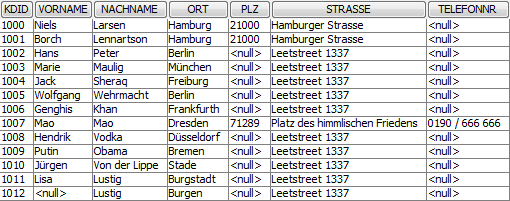 KDID VORNAME NACHNAME ORT PLZ STRASSE TELEFONNR
1000 Niels Larsen Hamburg 21000 Hamburger Strasse <null>
1001 Borch Lennartson Hamburg 21000 Hamburger Strasse <null>
1002 Hans Peter Berlin <null> Leetstreet 1337 <null>
1003 Marie Maulig München <null> Leetstreet 1337 <null>
1004 Jack Sheraq Freiburg <null> Leetstreet 1337 <null>
1005 Wolfgang Wehrmacht Berlin <null> Leetstreet 1337 <null>
1006 Genghis Khan Frankfurth <null> Leetstreet 1337 <null>
1007 Mao Mao Dresden 71289 Platz des himmlischen Friedens 0190 / 666 666
1008 Hendrik Vodka Düsseldorf <null> Leetstreet 1337 <null>
1009 Putin Obama Bremen <null> Leetstreet 1337 <null>
1010 Jürgen Von der Lippe Stade <null> Leetstreet 1337 <null>
1011 Lisa Lustig Burgstadt <null> Leetstreet 1337 <null>
1012 <null> Lustig Burgen <null> Leetstreet 1337 <null>